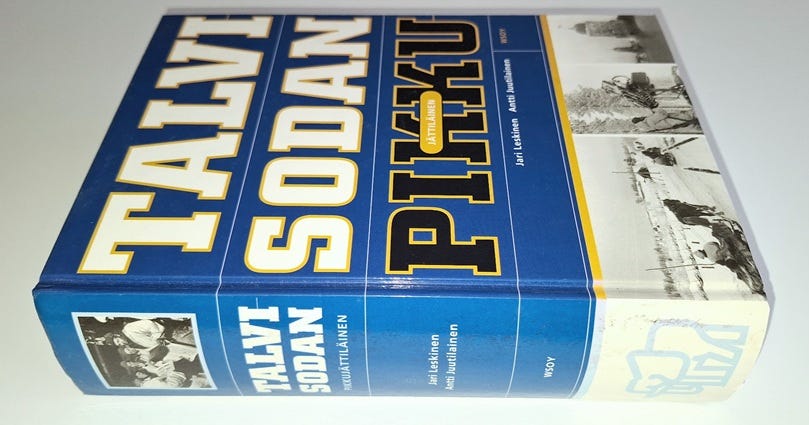 TALVI
SODAN
PIKKU
JÄTTILÄINEN
Jari Leskinen Antti Juutilainen
WSOY
TALVI
SODAN
PIKKUJÄTTILÄINEN
Jari Leskinen
Antti Juutilainen
WSOY